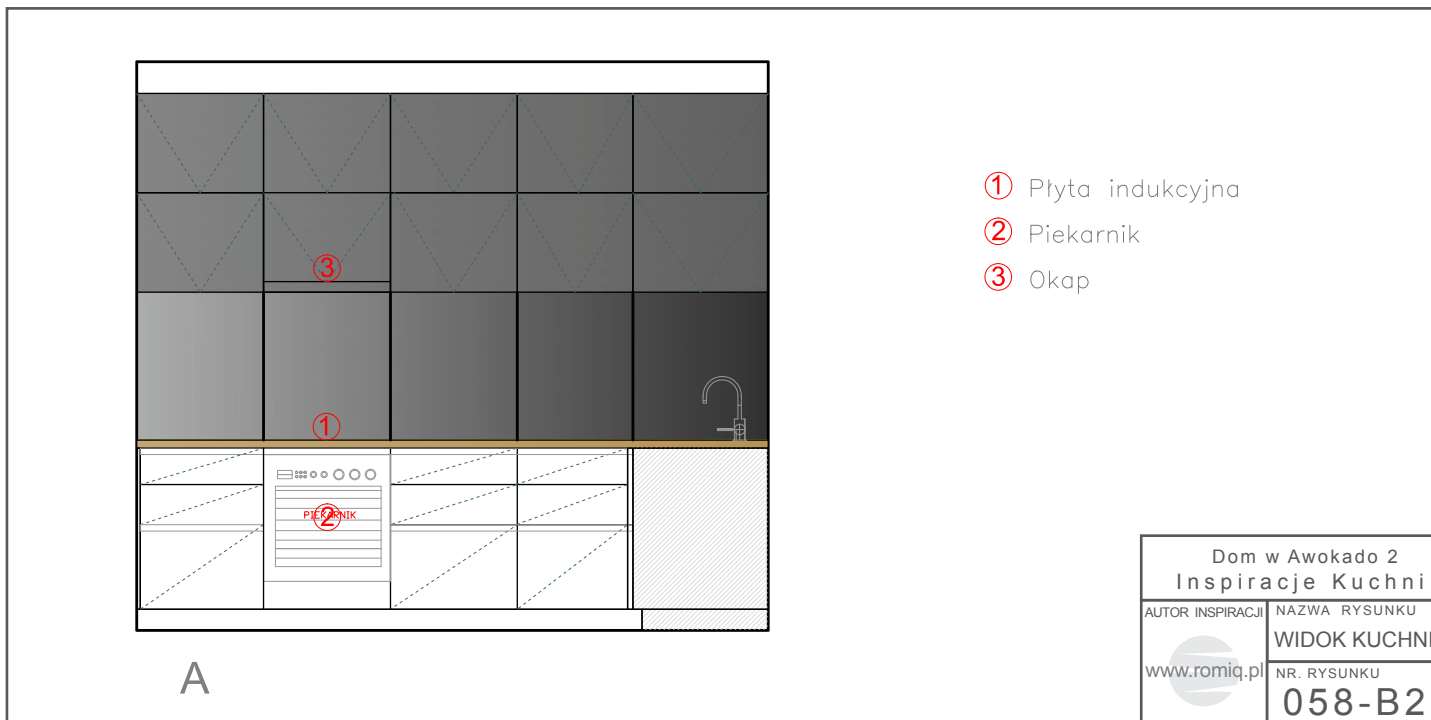 ③
①
PIEKARNIK
②
A
① Płyta indukcyjna
② Piekarnik
③ Okap
Dom w Awokado 2
Inspiracje Kuchni
AUTOR INSPIRACJI
www.romiq.pl
NAZWA RYSUNKU
WIDOK KUCHNI
NR. RYSUNKU
058-B2